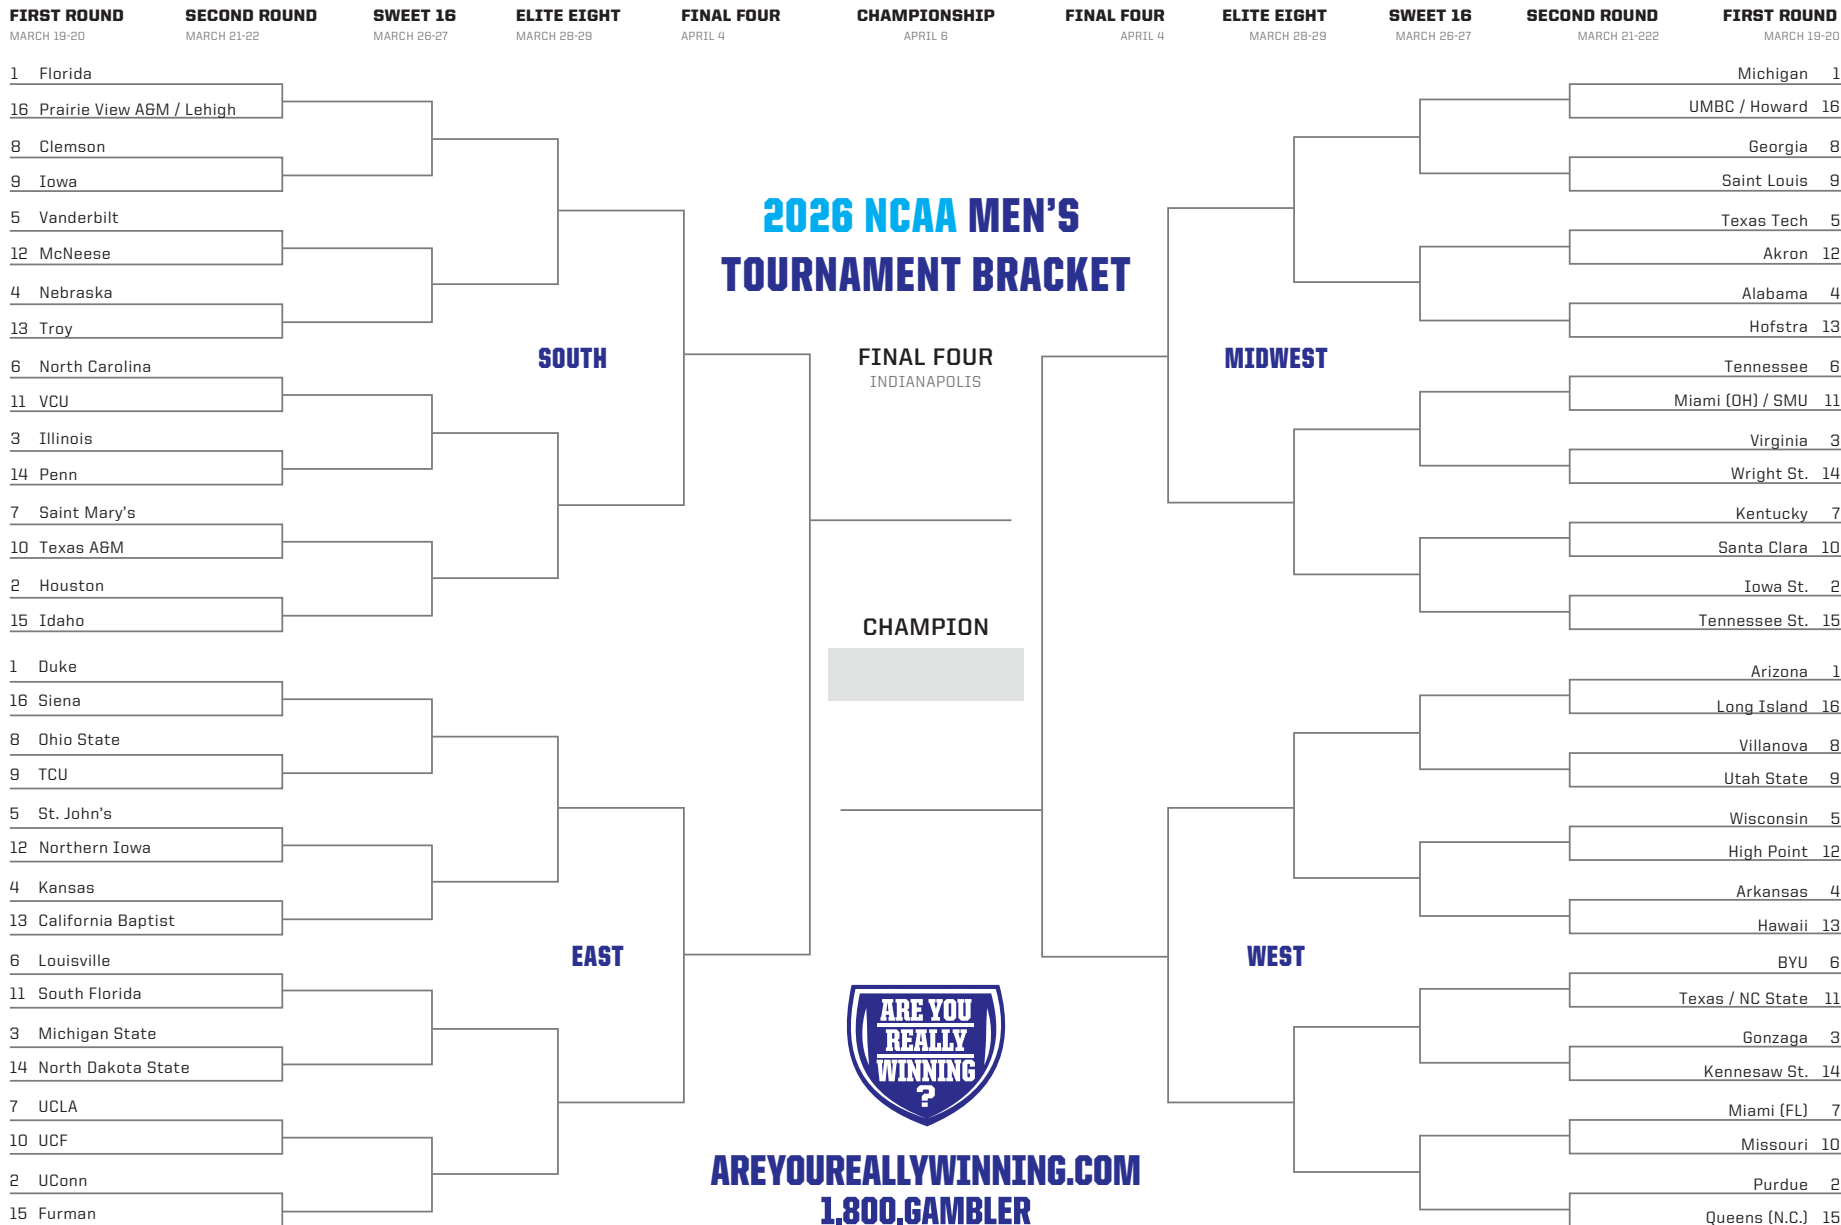 FIRST ROUND SECOND ROUND SWEET 16 ELITE EIGHT FINAL FOUR CHAMPIONSHIP FINAL FOUR ELITE EIGHT SWEET 16 SECOND ROUND FIRST ROUND
MARCH 19-20 MARCH 21-22 MARCH 26-27 MARCH 28-29 APRIL 4 APRIL 6 APRIL 4 MARCH 28-29 MARCH 26-27 MARCH 21-222 MARCH 19-20
1 Florida
16 Prairie View A&M / Lehigh
8 Clemson
9 Iowa
5 Vanderbilt
12 McNeese
4 Nebraska
13 Troy
SOUTH
6 North Carolina
11 VCU
3 Illinois
14 Penn
7 Saint Mary's
10 Texas A&M
2 Houston
15 Idaho
1 Duke
16 Siena
8 Ohio State
9 TCU
5 St. John's
12 Northern Iowa
4 Kansas
13 California Baptist
EAST
6 Louisville
11 South Florida
3 Michigan State
14 North Dakota State
7 UCLA
10 UCF
2 UConn
15 Furman
2026 NCAA MEN'S
TOURNAMENT BRACKET
FINAL FOUR
INDIANAPOLIS
CHAMPION
ARE YOU
REALLY
WINNING
?
AREYOUREALLYWINNING.COM
1.800.GAMBLER
Michigan 1
UMBC / Howard 16
Georgia 8
Saint Louis 9
Texas Tech 5
Akron 12
Alabama 4
Hofstra 13
MIDWEST
Tennessee 6
Miami (OH) / SMU 11
Virginia 3
Wright St. 14
Kentucky 7
Santa Clara 10
Iowa St. 2
Tennessee St. 15
Arizona 1
Long Island 16
Villanova 8
Utah State 9
Wisconsin 5
High Point 12
Arkansas 4
Hawaii 13
WEST
BYU 6
Texas / NC State 11
Gonzaga 3
Kennesaw St. 14
Miami (FL) 7
Missouri 10
Purdue 2
Queens (N.C.) 15